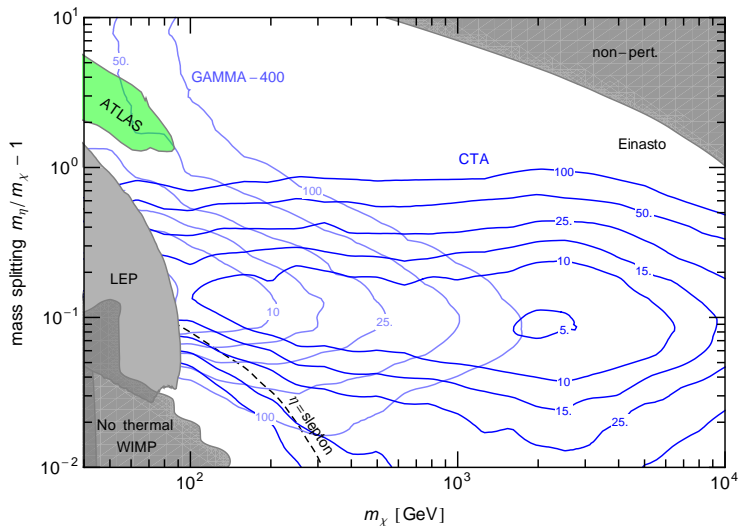 10^1
50.
GAMMA-400
non-pert.
ATLAS
Einasto
CTA
10^0
100
100
50.
25.
LEP
10
15.
10
25.
10^-1
5.
10
η=slepton
15.
100
25.
No thermal
WIMP
10^-2
10^2
10^3
10^4
mass splitting m_η/m_χ - 1
m_χ [GeV]